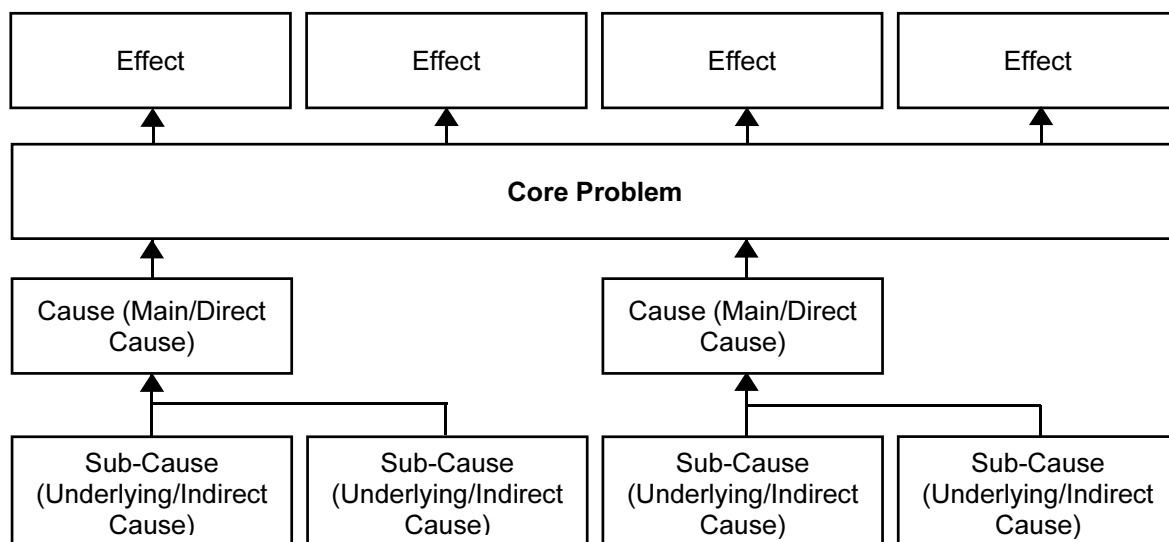 Effect
Effect
Effect
Effect
Core Problem
Cause (Main/Direct
Cause)
Cause (Main/Direct
Cause)
Sub-Cause
(Underlying/Indirect
Cause)
Sub-Cause
(Underlying/Indirect
Cause)
Sub-Cause
(Underlying/Indirect
Cause)
Sub-Cause
(Underlying/Indirect
Cause)